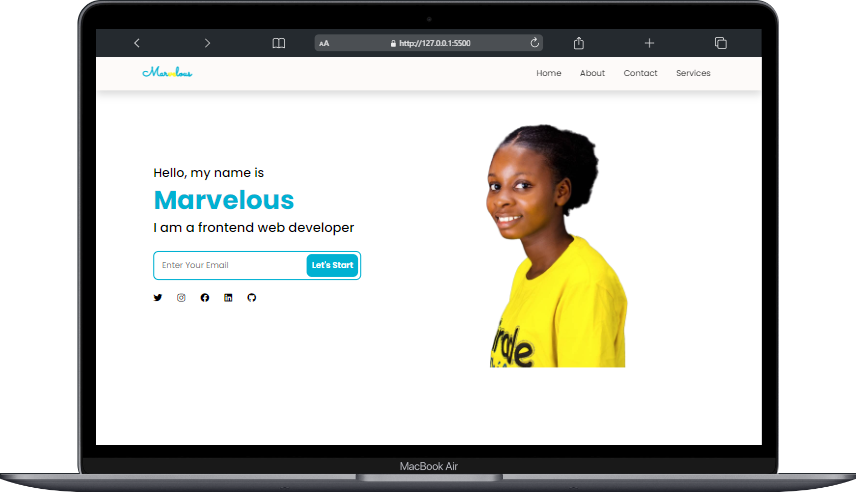 AA http://127.0.0.1:5500
Marvelous
Home About Contact Services
Hello, my name is
Marvelous
I am a frontend web developer
Enter Your Email Let's Start
MacBook Air